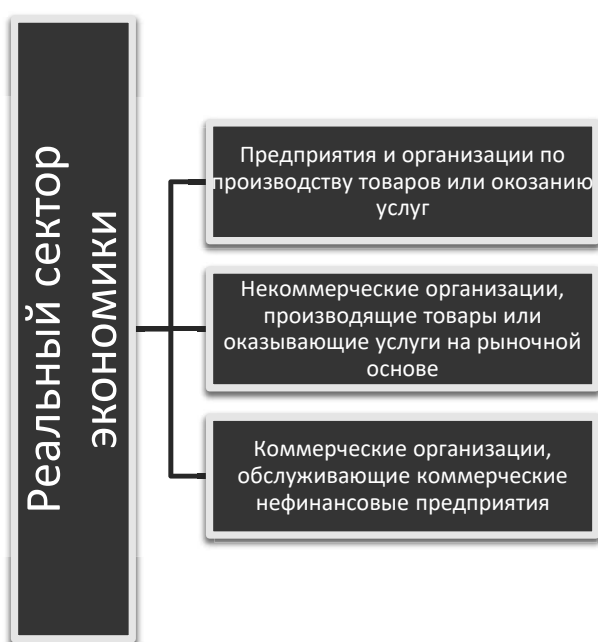 Реальный сектор
экономики
Предприятия и организации по
производству товаров или окозанию
услуг
Некоммерческие организации,
производящие товары или
оказывающие услуги на рыночной
основе
Коммерческие организации,
обслуживающие коммерческие
нефинансовые предприятия